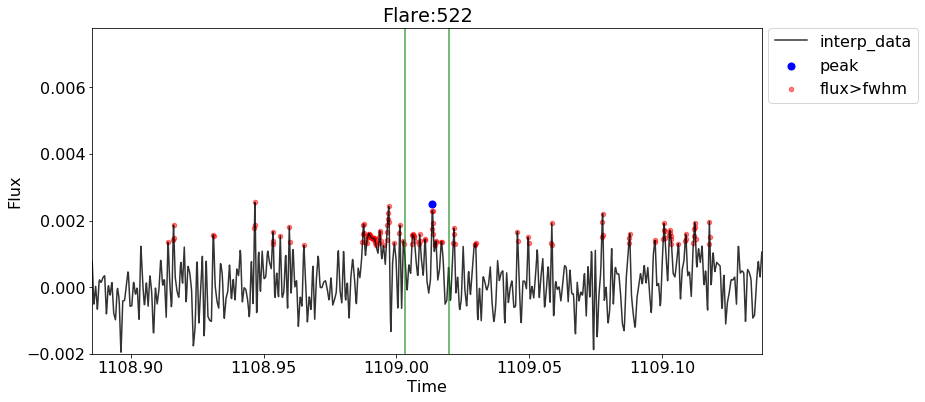 Flare:522
interp_data
peak
flux>fwhm
Flux
0.006
0.004
0.002
0.000
−0.002
1108.90
1108.95
1109.00
1109.05
1109.10
Time